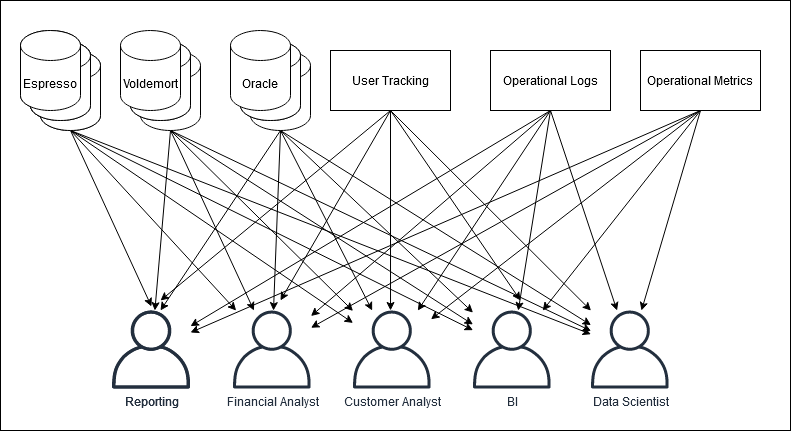 Espresso
Voldemort
Oracle
User Tracking
Operational Logs
Operational Metrics
Reporting
Financial Analyst
Customer Analyst
BI
Data Scientist